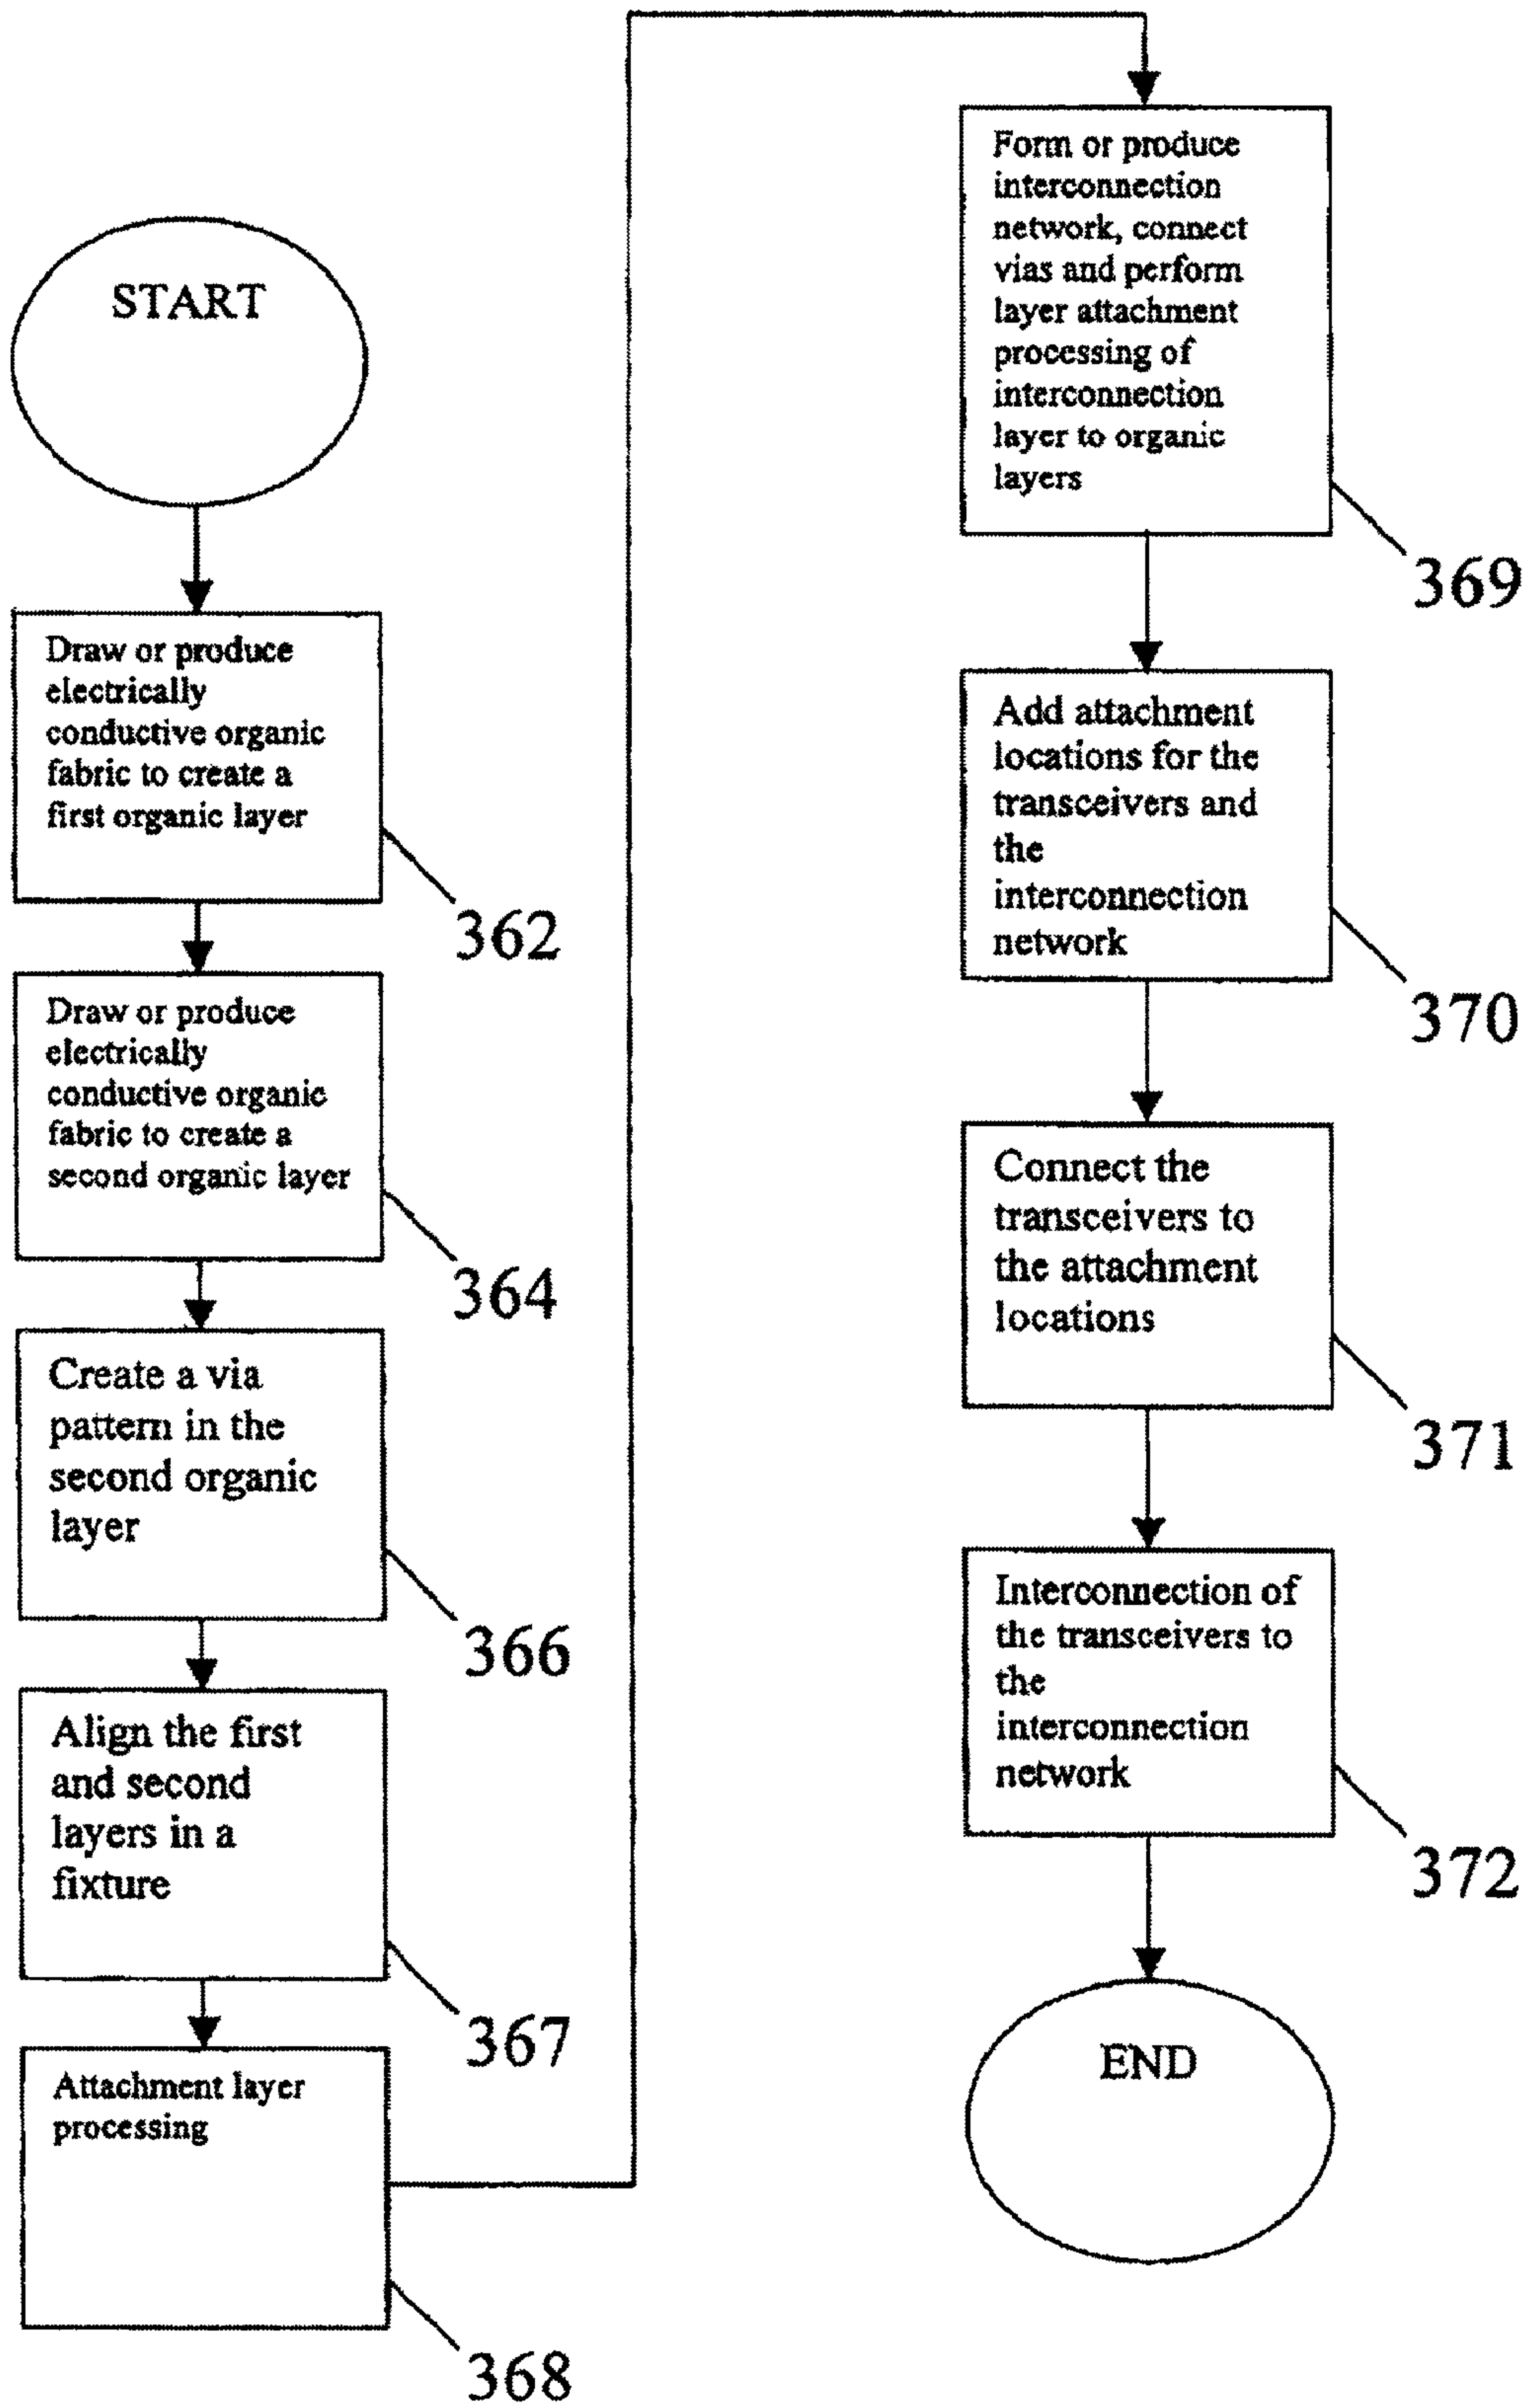 START
Draw or produce
electrically
conductive organic
fabric to create a
first organic layer
362
Draw or produce
electrically
conductive organic
fabric to create a
second organic layer
364
Create a via
pattern in the
second organic
layer
366
Align the first
and second
layers in a
fixture
367
Attachment layer
processing
368
Form or produce
interconnection
network, connect
vias and perform
layer attachment
processing of
interconnection
layer to organic
layers
369
Add attachment
locations for the
transceivers and
the
interconnection
network
370
Connect the
transceivers to
the attachment
locations
371
Interconnection of
the transceivers to
the
interconnection
network
372
END